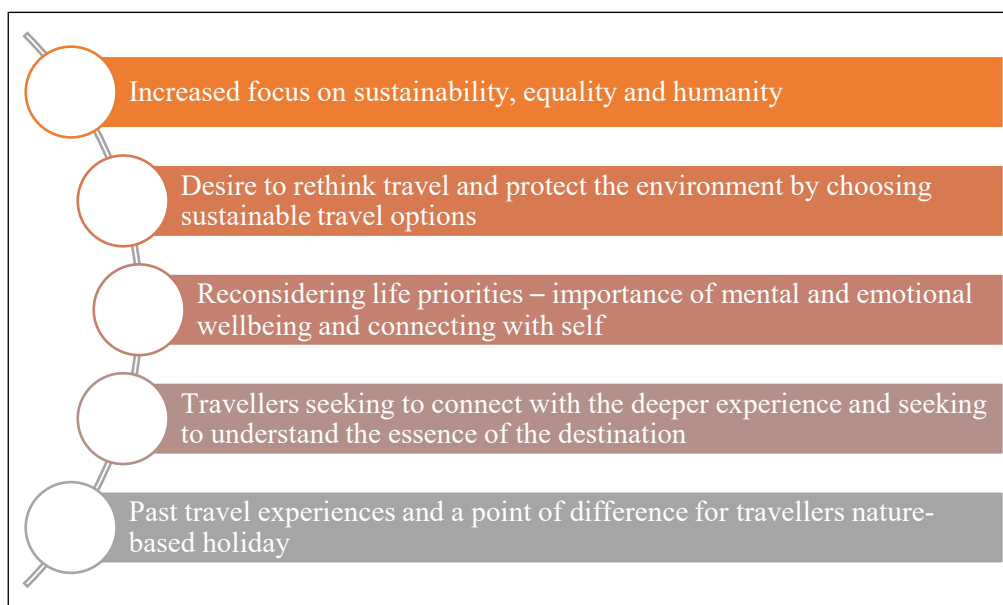 Increased focus on sustainability, equality and humanity
Desire to rethink travel and protect the environment by choosing
sustainable travel options
Reconsidering life priorities – importance of mental and emotional
wellbeing and connecting with self
Travellers seeking to connect with the deeper experience and seeking
to understand the essence of the destination
Past travel experiences and a point of difference for travellers nature-
based holiday